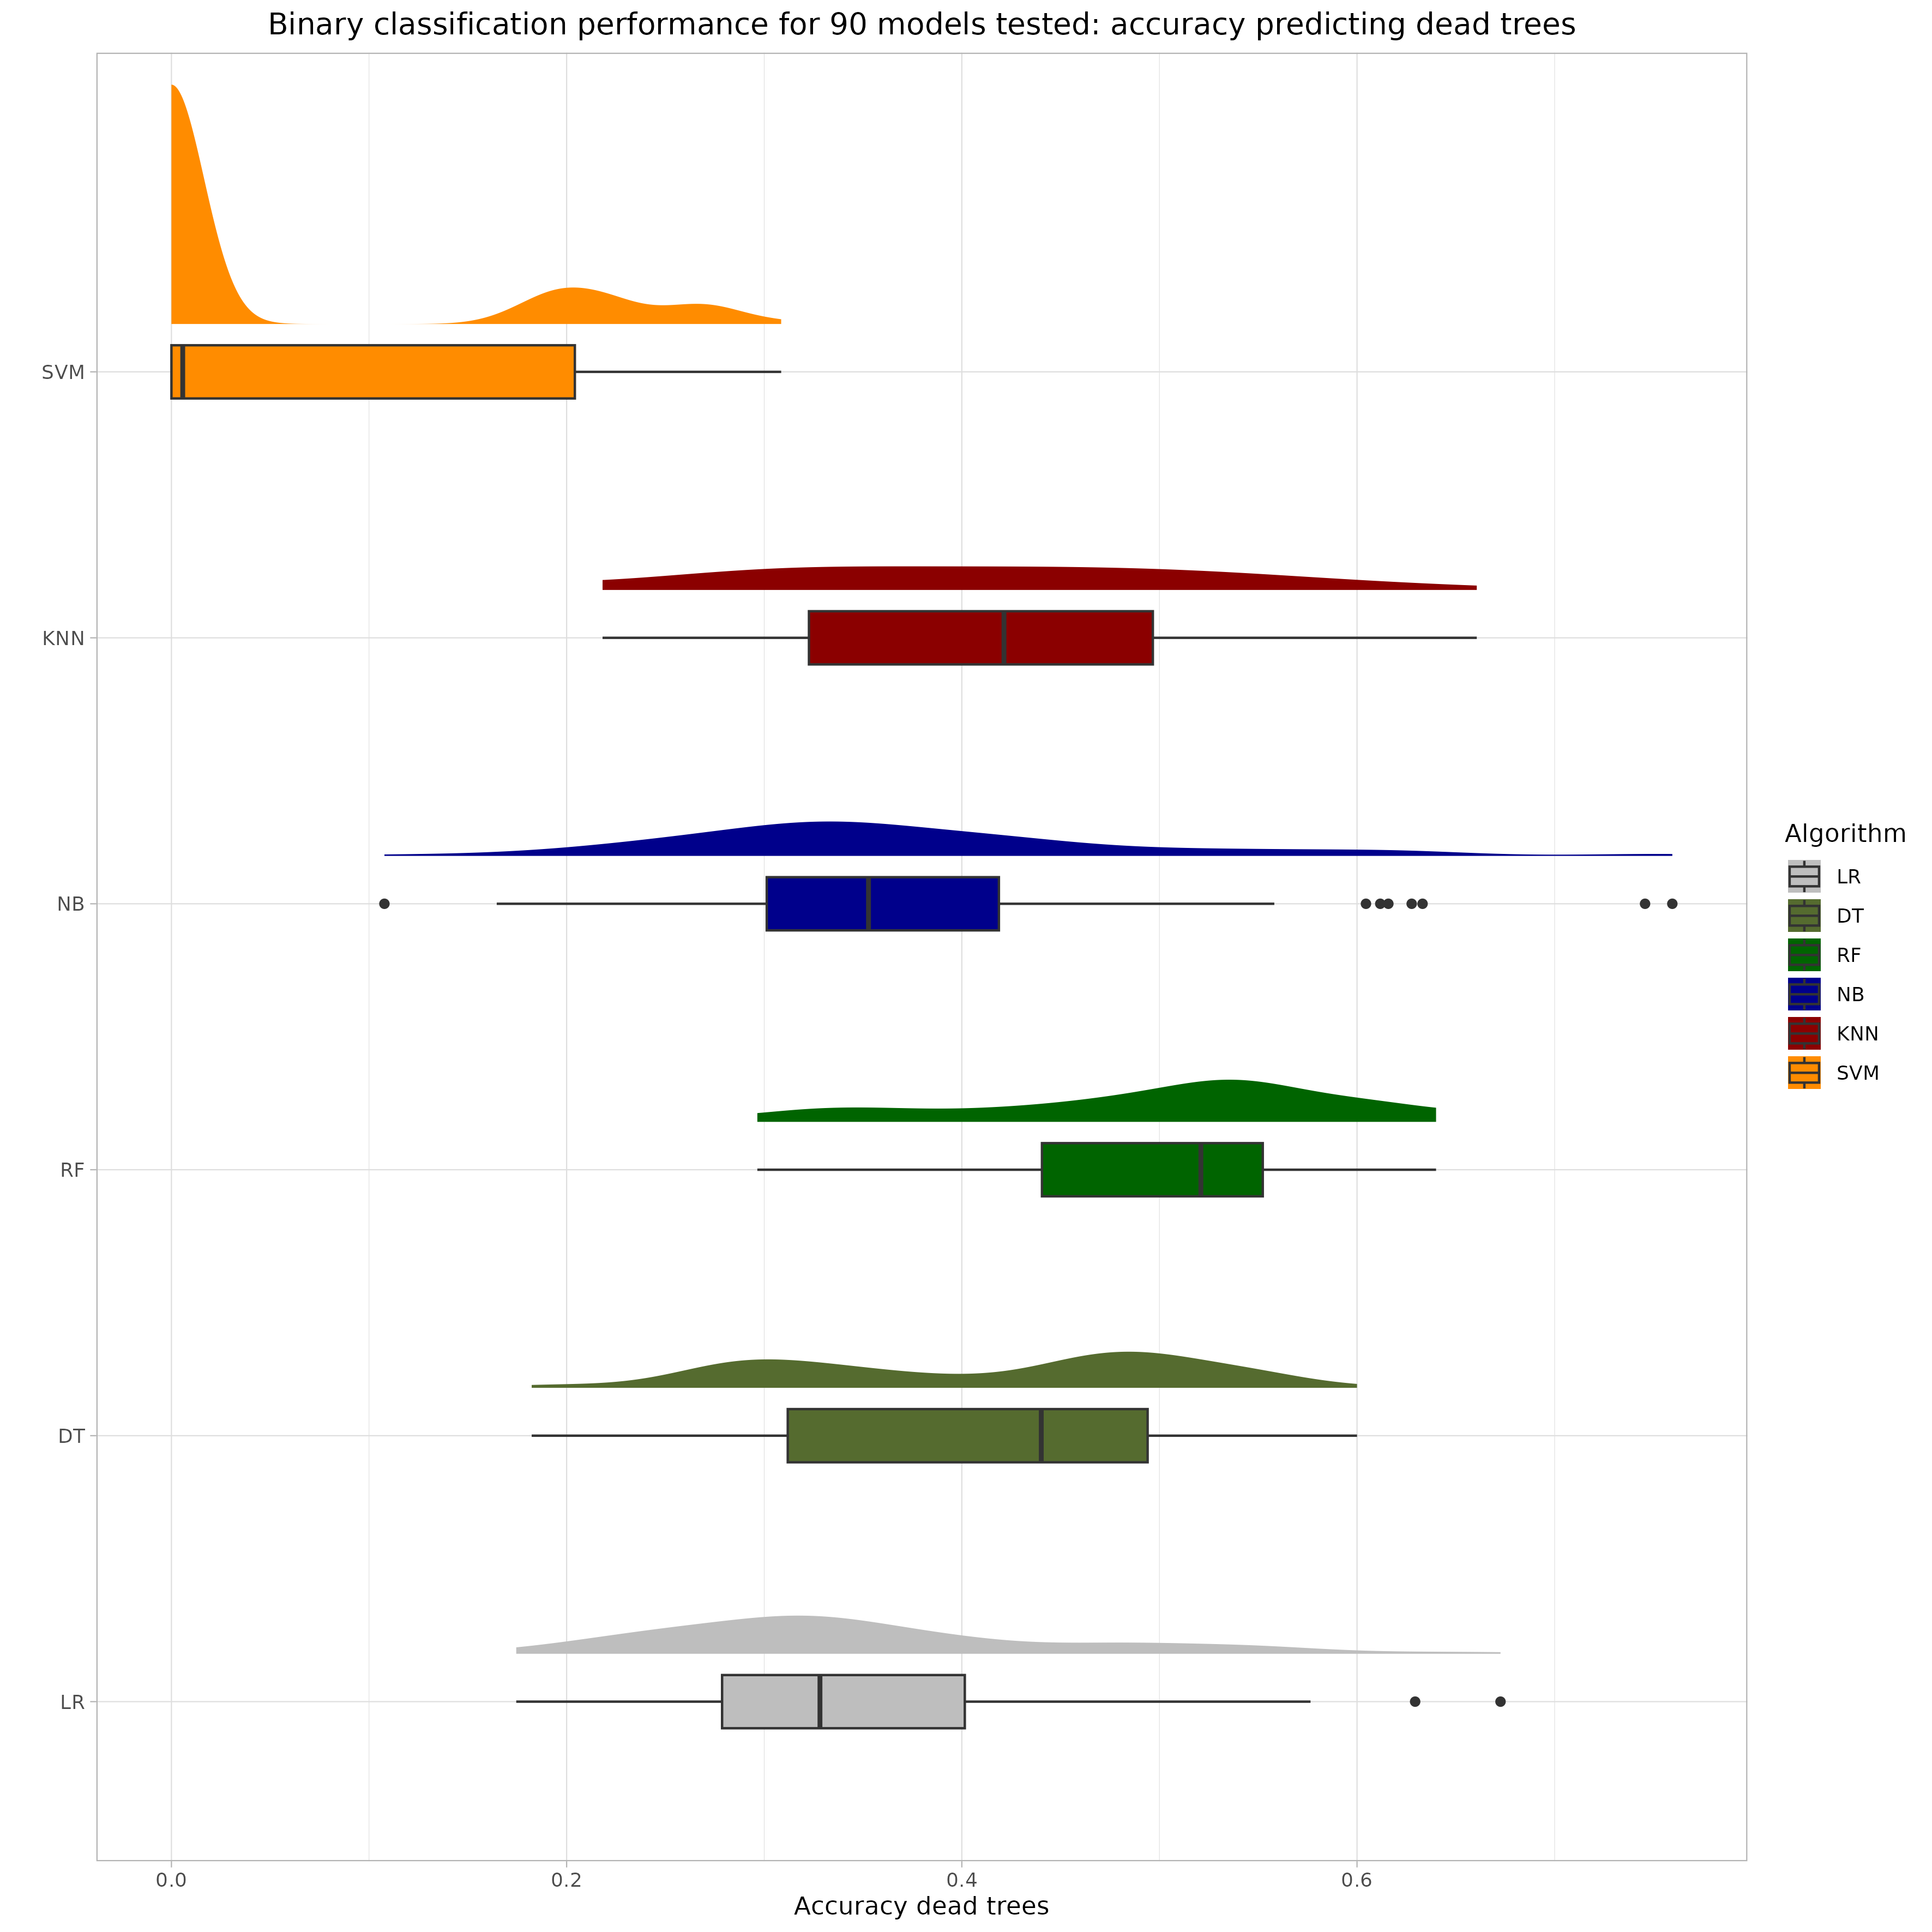 Binary classification performance for 90 models tested: accuracy predicting dead trees
SVM
KNN
NB
RF
DT
LR
0.0
0.2
0.4
0.6
Accuracy dead trees
Algorithm
LR
DT
RF
NB
KNN
SVM